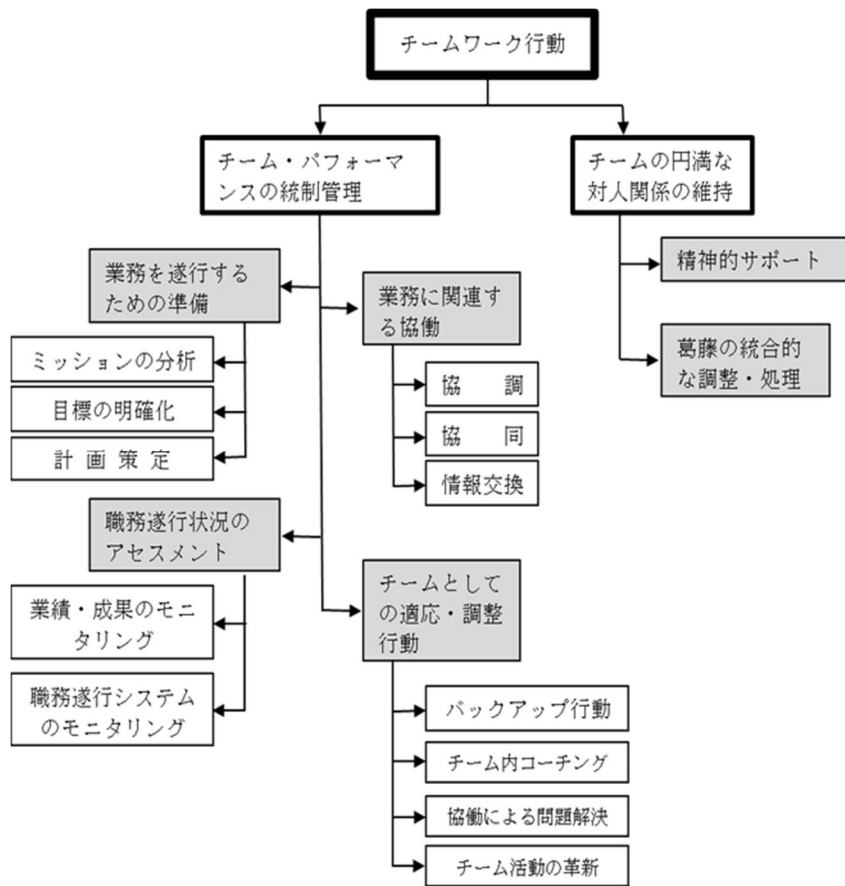 チームワーク行動
チーム・パフォーマ
ンスの統制管理
チームの円満な
対人関係の維持
業務を遂行する
ための準備
ミッションの分析
目標の明確化
計 画 策 定
業務に関連す
る協働
協　　調
協　　同
情報交換
精神的サポート
葛藤の統合的
な調整・処理
職務遂行状況の
アセスメント
業績・成果のモニ
タリング
職務遂行システム
のモニタリング
チームとして
の適応・調整
行動
バックアップ行動
チーム内コーチング
協働による問題解決
チーム活動の革新